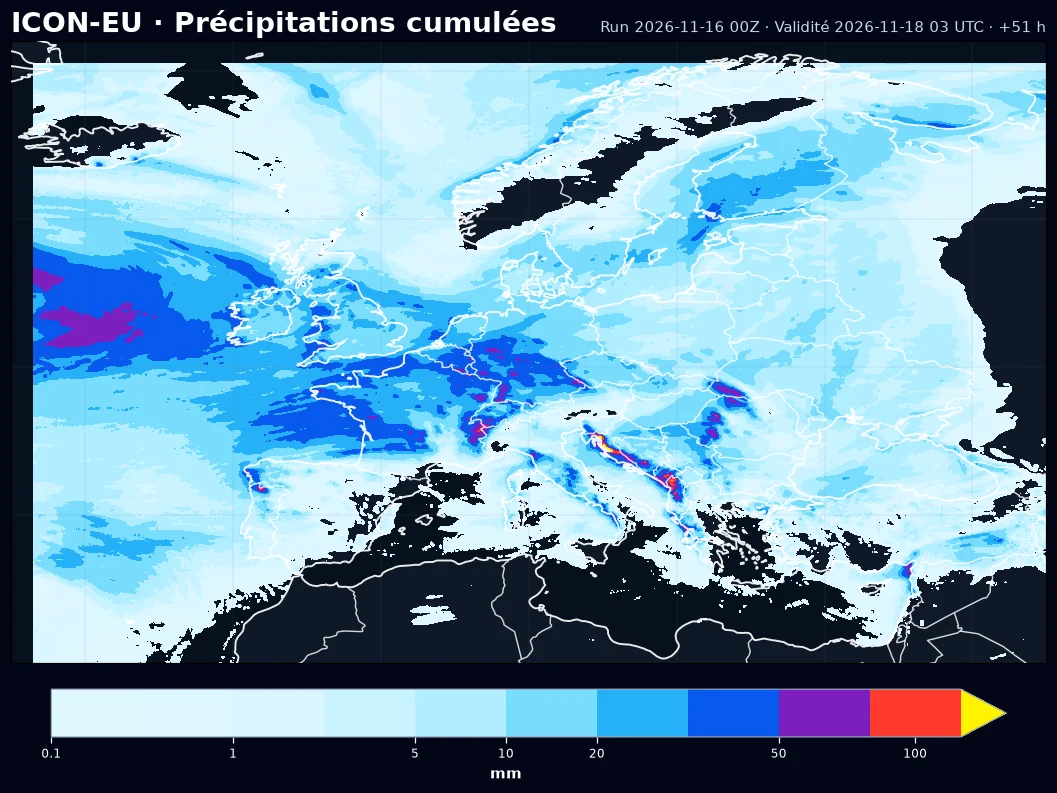 ICON-EU · Précipitations cumulées
Run 2026-11-16 00Z · Validité 2026-11-18 03 UTC · +51 h
0.1 1 5 10 20 50 100
mm